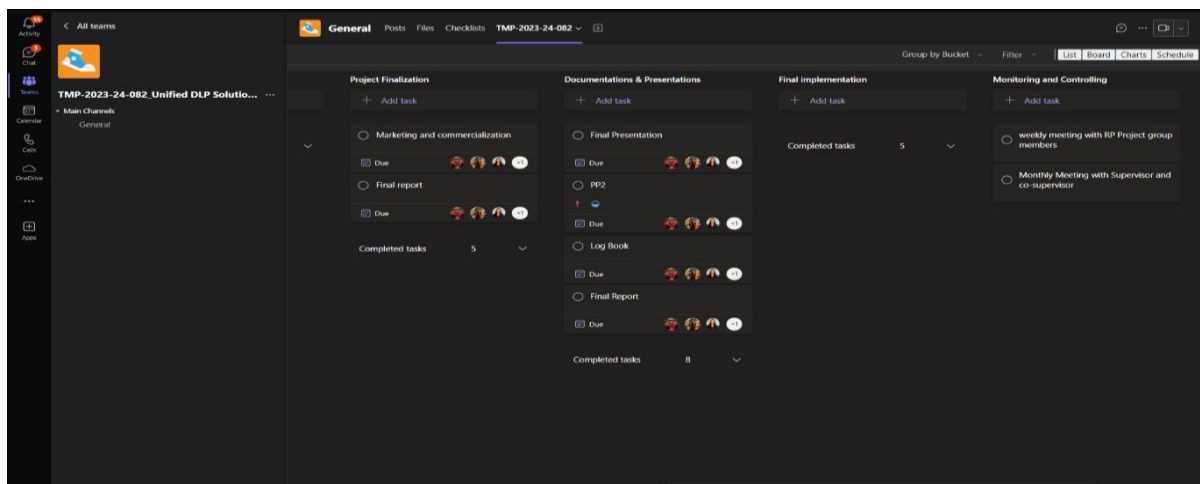 Activity
Chat
Teams
Calendar
Calls
OneDrive
Apps
All teams
TMP-2023-24-082_Unified DLP Solutio...
Main Channels
General
General Posts Files Checklists TMP-2023-24-082
Group by Bucket Filter List Board Charts Schedule
Project Finalization
Add task
Marketing and commercialization
Due +1
Final report
Due +1
Completed tasks 5
Documentations & Presentations
Add task
Final Presentation
Due +1
PP2
Due +1
Log Book
Due +1
Final Report
Due +1
Completed tasks 8
Final implementation
Add task
Completed tasks 5
Monitoring and Controlling
Add task
weekly meeting with RP Project group
members
Monthly Meeting with Supervisor and
co-supervisor